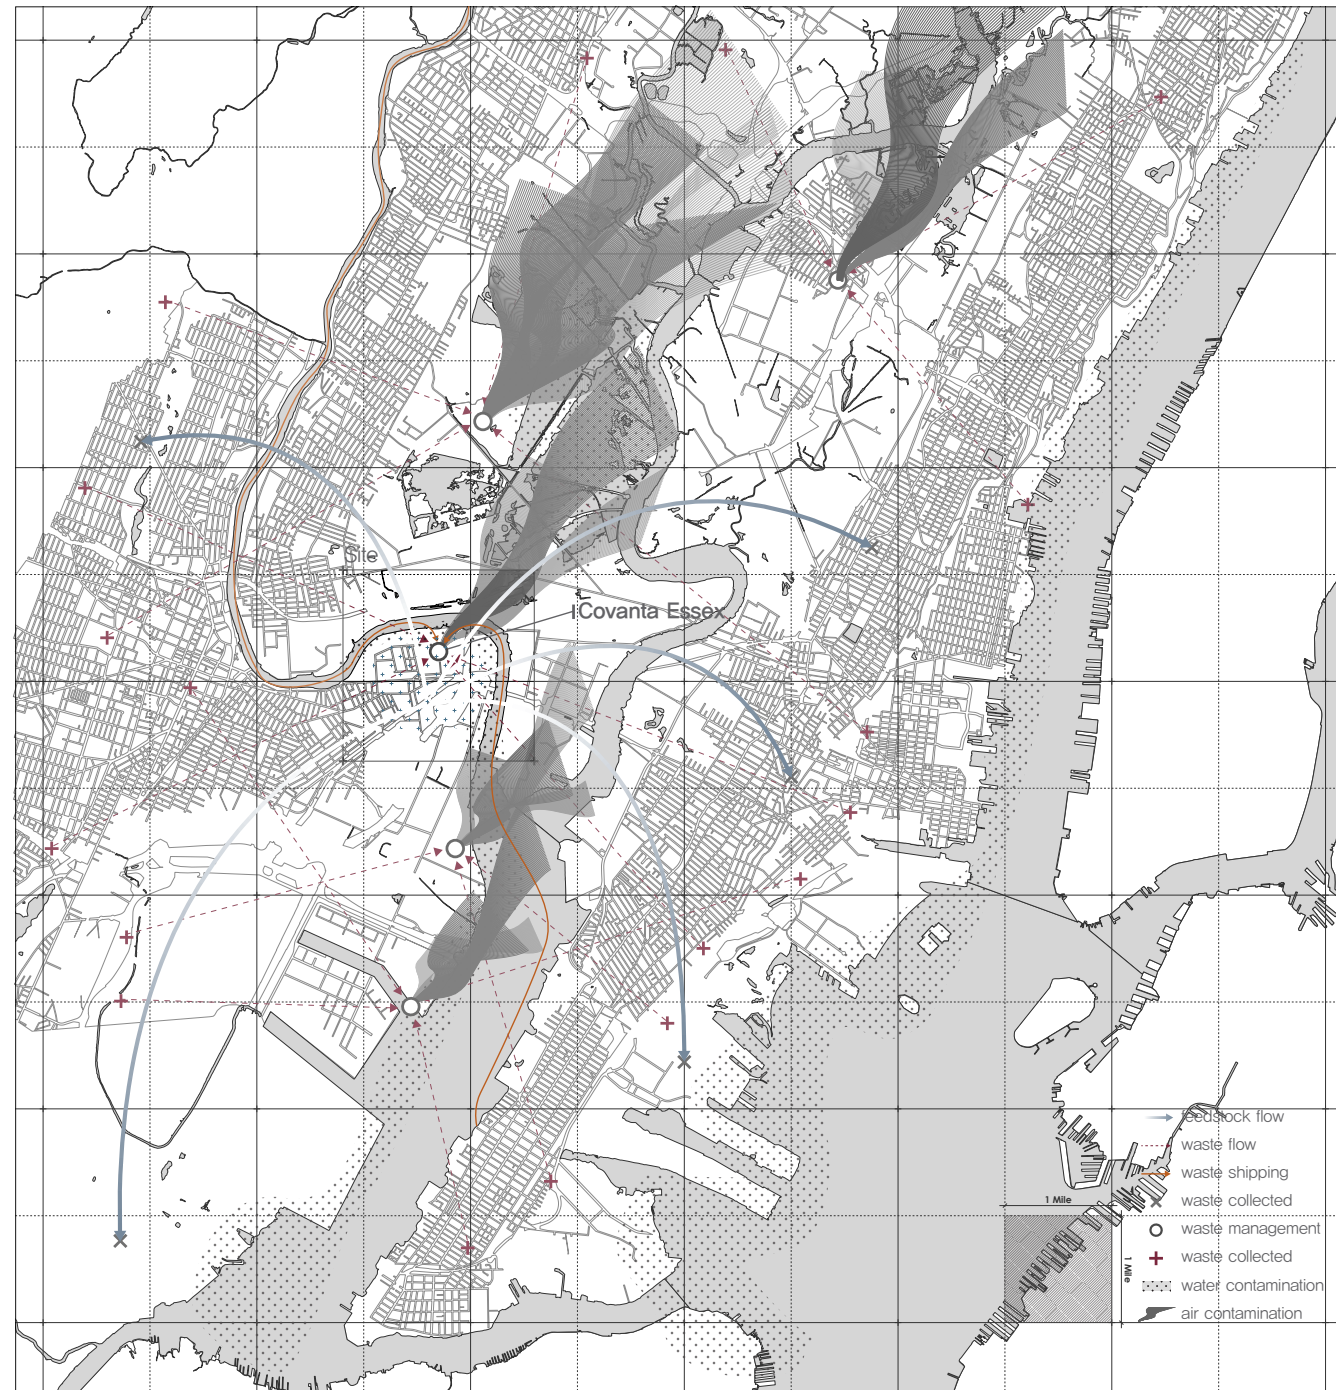 Site
Covanta Essex
feedstock flow
waste flow
waste shipping
waste collected
1 Mile
waste management
waste collected
1 Mile
water contamination
air contamination